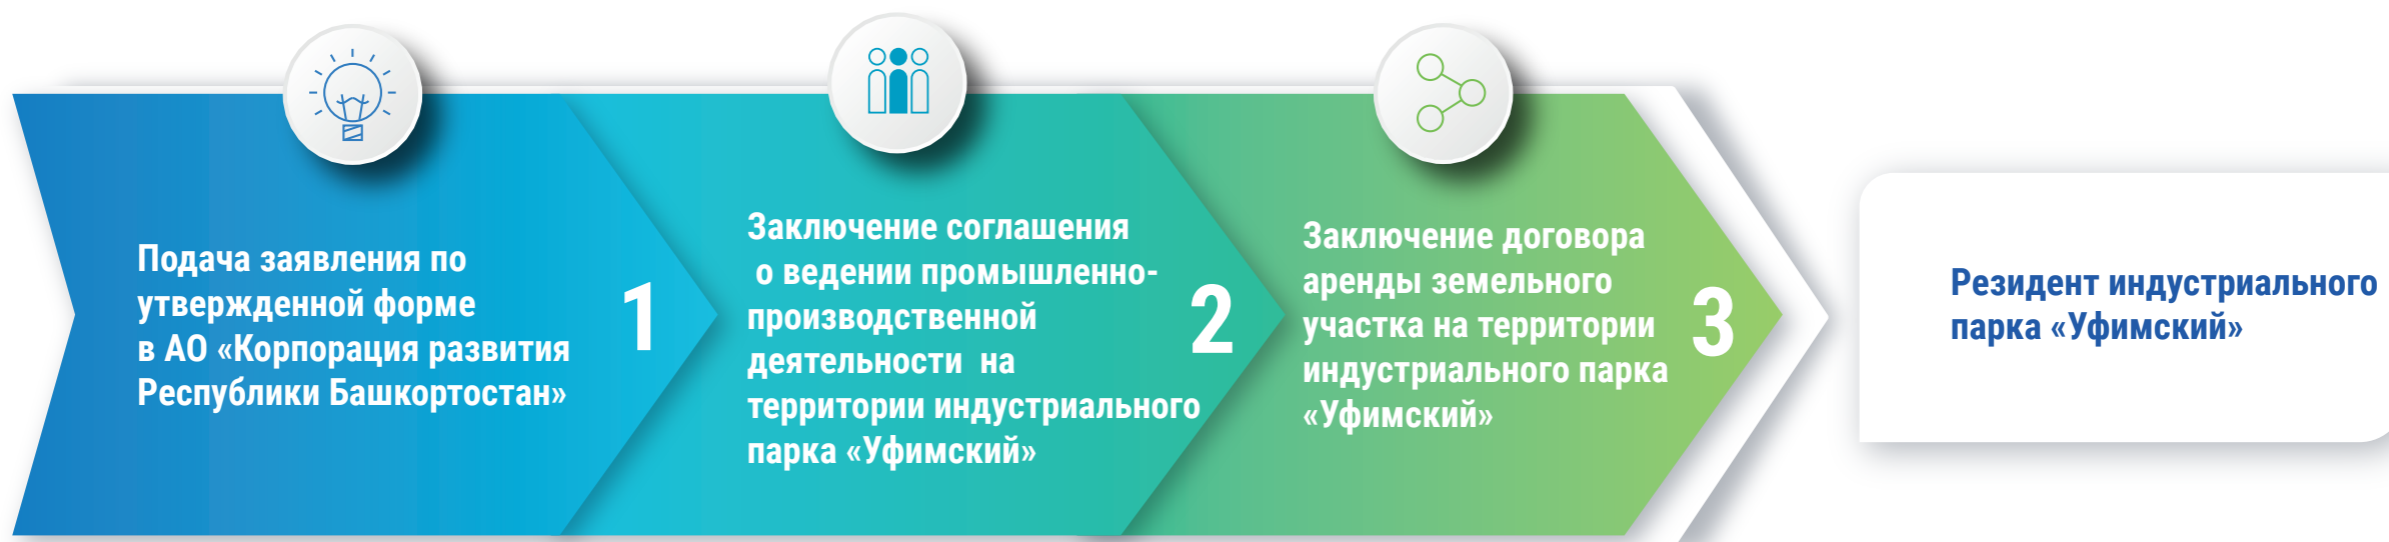 Подача заявления по
утвержденной форме
в АО «Корпорация развития
Республики Башкортостан»
1
Заключение соглашения
о ведении промышленно-
производственной
деятельности на
территории индустриального
парка «Уфимский»
2
Заключение договора
аренды земельного
участка на территории
индустриального парка
«Уфимский»
3
Резидент индустриального
парка «Уфимский»